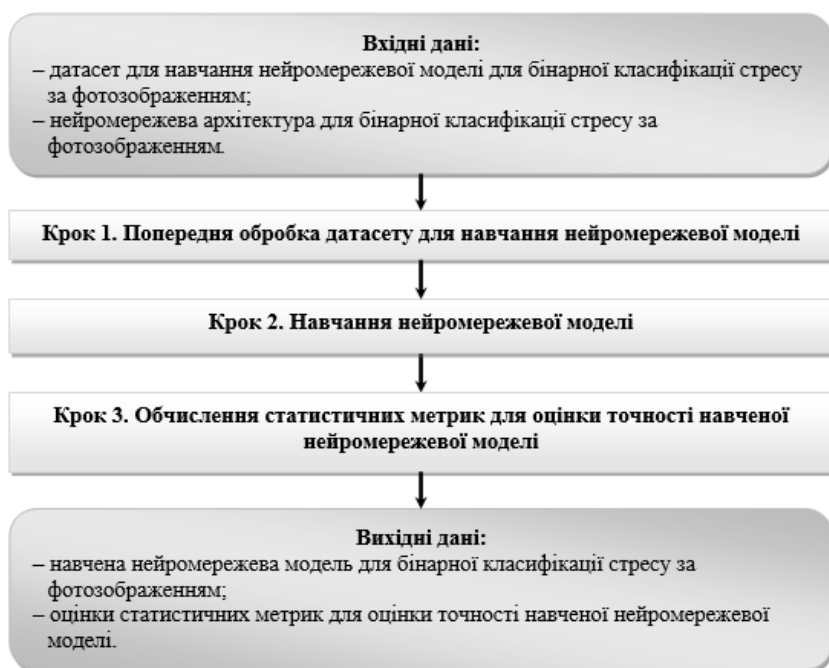 Вхідні дані:
– датасет для навчання нейромережевої моделі для бінарної класифікації стресу
за фотозображенням;
– нейромережева архітектура для бінарної класифікації стресу за
фотозображенням.
Крок 1. Попередня обробка датасету для навчання нейромережевої моделі
Крок 2. Навчання нейромережевої моделі
Крок 3. Обчислення статистичних метрик для оцінки точності навченої
нейромережевої моделі
Вихідні дані:
– навчена нейромережева модель для бінарної класифікації стресу за
фотозображенням;
– оцінки статистичних метрик для оцінки точності навченої нейромережевої
моделі.